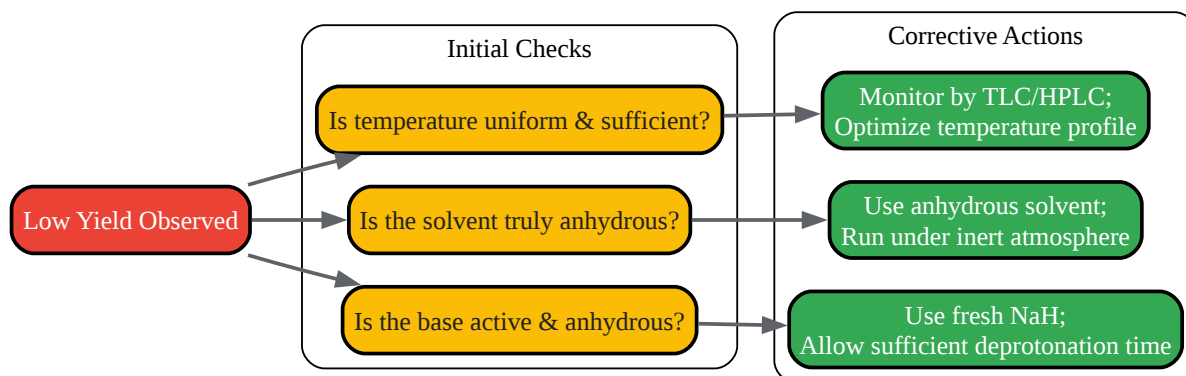 Initial Checks
Corrective Actions
Low Yield Observed
Is temperature uniform & sufficient?
Monitor by TLC/HPLC;
Optimize temperature profile
Is the solvent truly anhydrous?
Use anhydrous solvent;
Run under inert atmosphere
Is the base active & anhydrous?
Use fresh NaH;
Allow sufficient deprotonation time